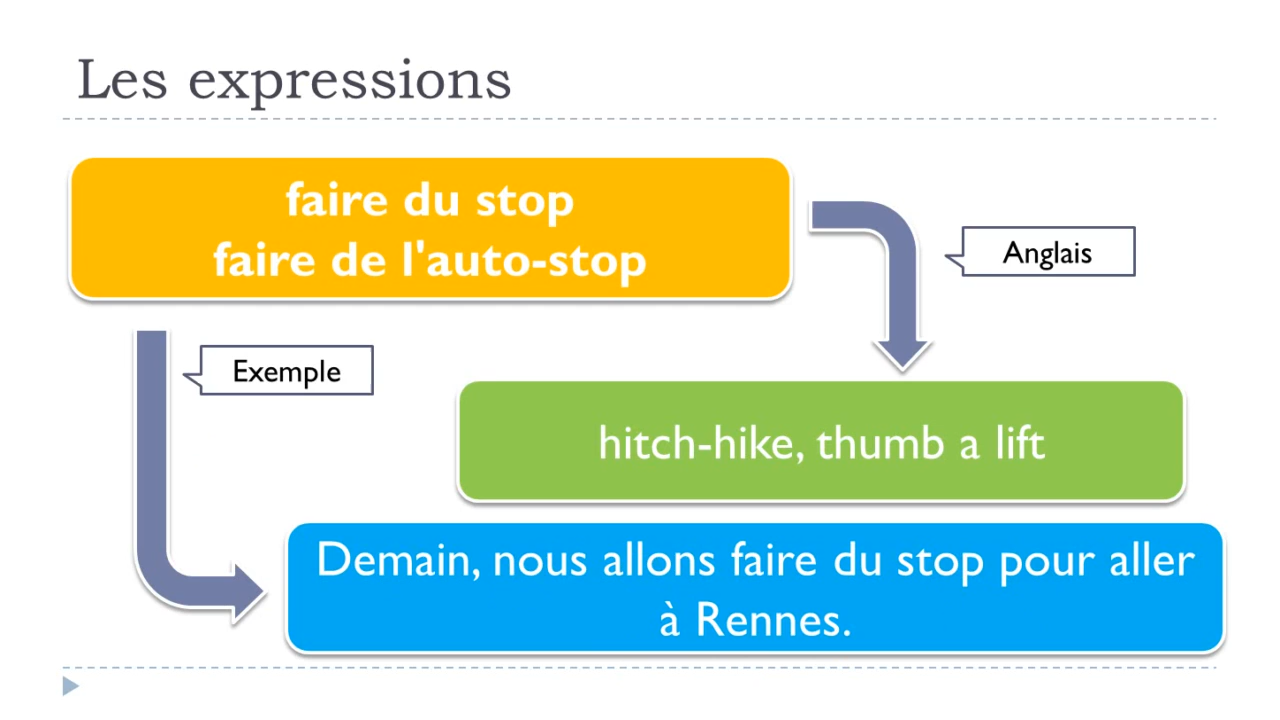 Les expressions
faire du stop
faire de l'auto-stop
Anglais
Exemple
hitch-hike, thumb a lift
Demain, nous allons faire du stop pour aller
à Rennes.